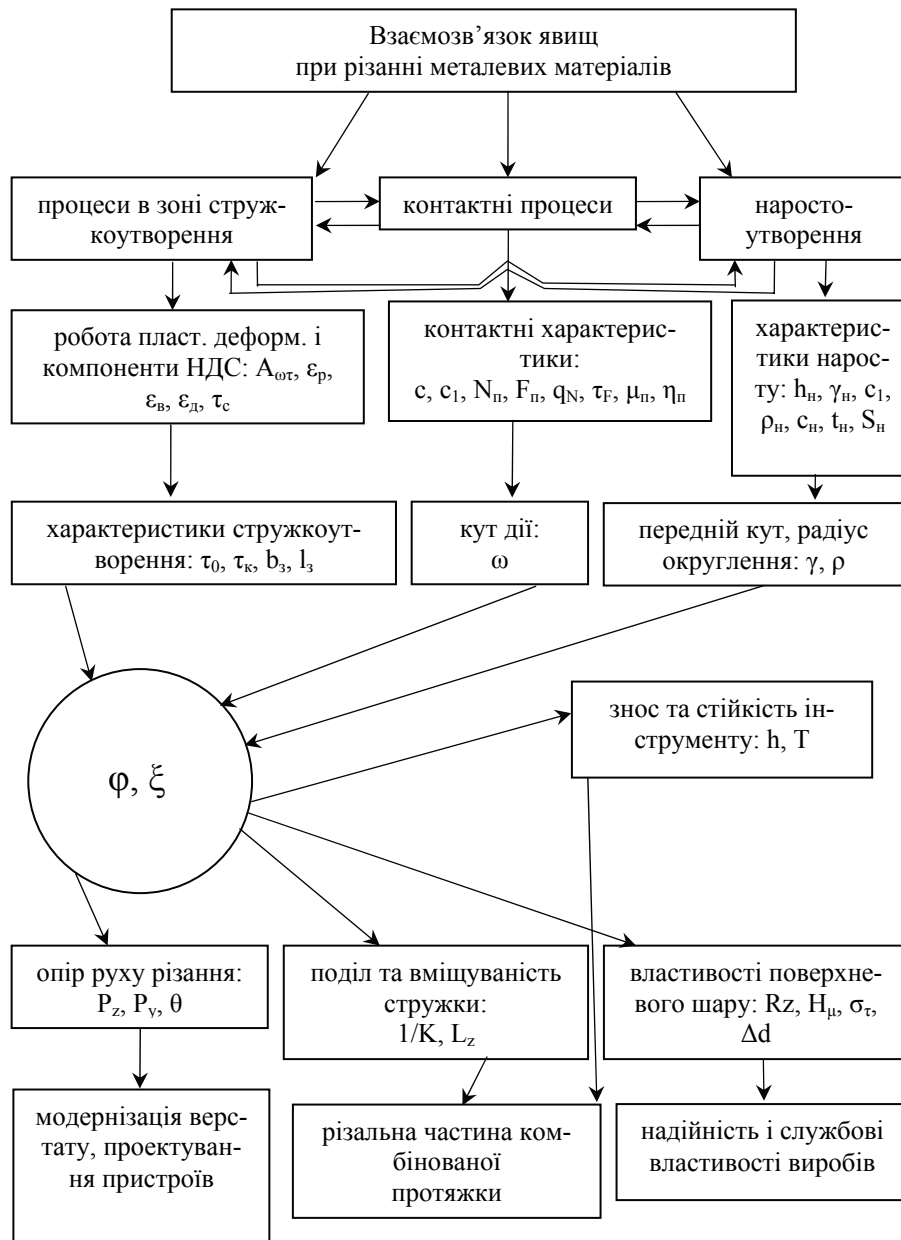 Взаємозв'язок явищ
при різанні металевих матеріалів
процеси в зоні струж-
коутворення
контактні процеси
наросто-
утворення
робота пласт. деформ. і
компоненти НДС: Aωτ, εр,
εв, εд, τс
контактні характерис-
тики:
c, c₁, Nп, Fп, qN, τF, μп, ηп
характерис-
тики нарос-
ту: hн, γн, c₁,
ρн, cн, tн, Sн
характеристики стружкоут-
ворення: τ₀, τк, bз, lз
кут дії:
ω
передній кут, радіус
округлення: γ, ρ
знос та стійкість ін-
струменту: h, T
φ, ξ
опір руху різання:
Pz, Py, θ
поділ та вміщуваність
стружки:
1/K, Lz
властивості поверхне-
вого шару: Rz, Hμ, στ,
Δd
модернізація верс-
тату, проектуван-
ня пристроїв
різальна частина ком-
бінованої
протяжки
надійність і службові
властивості виробів